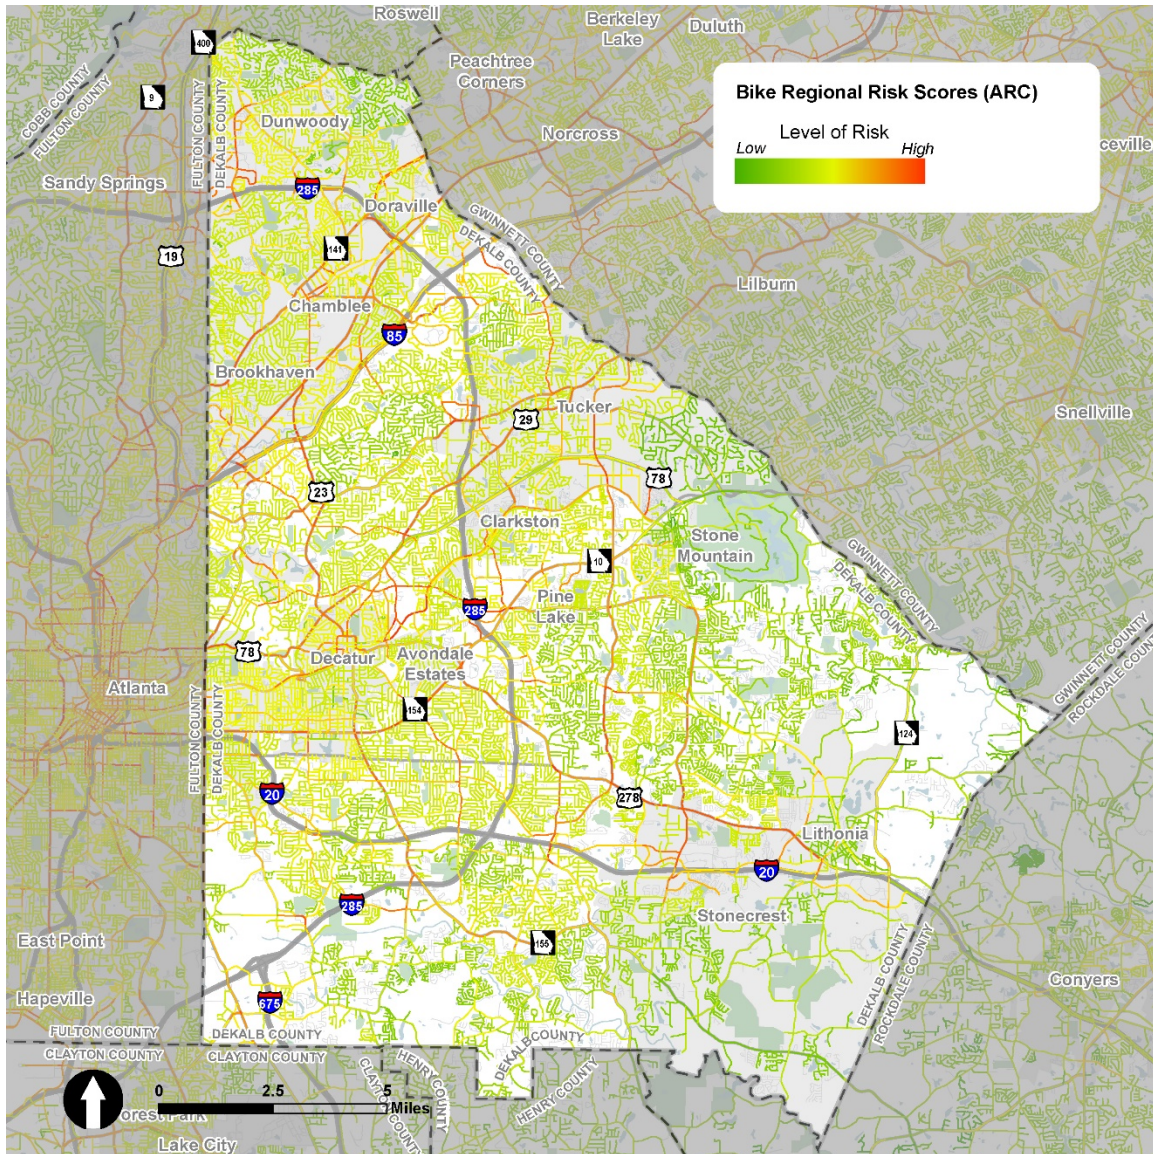 Roswell
Berkeley
Lake
Duluth
400
Peachtree
Corners
9
COBB COUNTY
FULTON COUNTY
Bike Regional Risk Scores (ARC)
Level of Risk
Low
High
Dunwoody
Norcross
ceville
FULTON COUNTY
DEKALB COUNTY
Sandy Springs
285
Doraville
GWINNETT COUNTY
DEKALB COUNTY
141
19
Lilburn
Chamblee
85
Brookhaven
Tucker
29
Snellville
78
23
Clarkston
Stone
Mountain
10
GWINNETT COUNTY
DEKALB COUNTY
285
Pine
Lake
78
Decatur
Avondale
Estates
Atlanta
GWINNETT COUNTY
ROCKDALE COUNT
154
124
FULTON COUNTY
DEKALB COUNTY
20
278
Lithonia
20
285
Stonecrest
East Point
155
DEKALB COUNTY
ROCKDALE COUNTY
Conyers
Hapeville
675
FULTON COUNTY
DEKALB COUNTY
DEKALB COUNTY
CLAYTON COUNTY
CLAYTON COUNTY
HENRY COUNTY
CLAYTON COUNTY
HENRY COUNTY
0
2.5
5
Miles
orest Park
Lake City